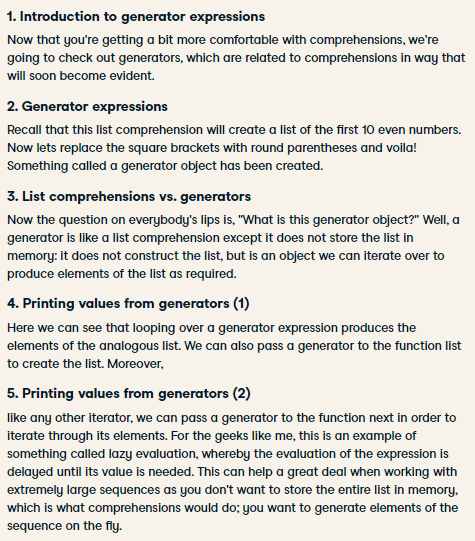 1. Introduction to generator expressions
Now that you're getting a bit more comfortable with comprehensions, we're
going to check out generators, which are related to comprehensions in way that
will soon become evident.
2. Generator expressions
Recall that this list comprehension will create a list of the first 10 even numbers.
Now lets replace the square brackets with round parentheses and voila!
Something called a generator object has been created.
3. List comprehensions vs. generators
Now the question on everybody's lips is, "What is this generator object?" Well, a
generator is like a list comprehension except it does not store the list in
memory: it does not construct the list, but is an object we can iterate over to
produce elements of the list as required.
4. Printing values from generators (1)
Here we can see that looping over a generator expression produces the
elements of the analogous list. We can also pass a generator to the function list
to create the list. Moreover,
5. Printing values from generators (2)
like any other iterator, we can pass a generator to the function next in order to
iterate through its elements. For the geeks like me, this is an example of
something called lazy evaluation, whereby the evaluation of the expression is
delayed until its value is needed. This can help a great deal when working with
extremely large sequences as you don't want to store the entire list in memory,
which is what comprehensions would do; you want to generate elements of the
sequence on the fly.